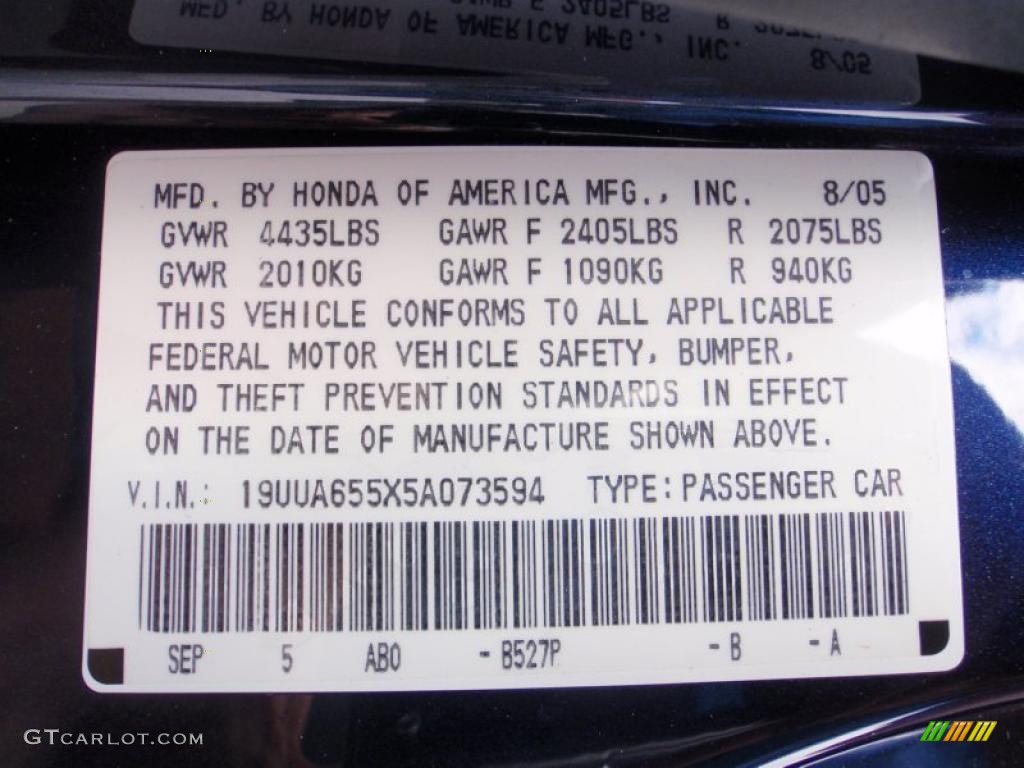 MFD. BY HONDA OF AMERICA MFG., INC. 8/05
GVWR 4435LBS GAWR F 2405LBS R 2075LBS
GVWR 2010KG GAWR F 1090KG R 940KG
THIS VEHICLE CONFORMS TO ALL APPLICABLE
FEDERAL MOTOR VEHICLE SAFETY, BUMPER,
AND THEFT PREVENTION STANDARDS IN EFFECT
ON THE DATE OF MANUFACTURE SHOWN ABOVE.
V.I.N.: 19UUA655X5A073594 TYPE: PASSENGER CAR
SEP 5 AB0 - B527P - B - A
GTCARLOT.COM